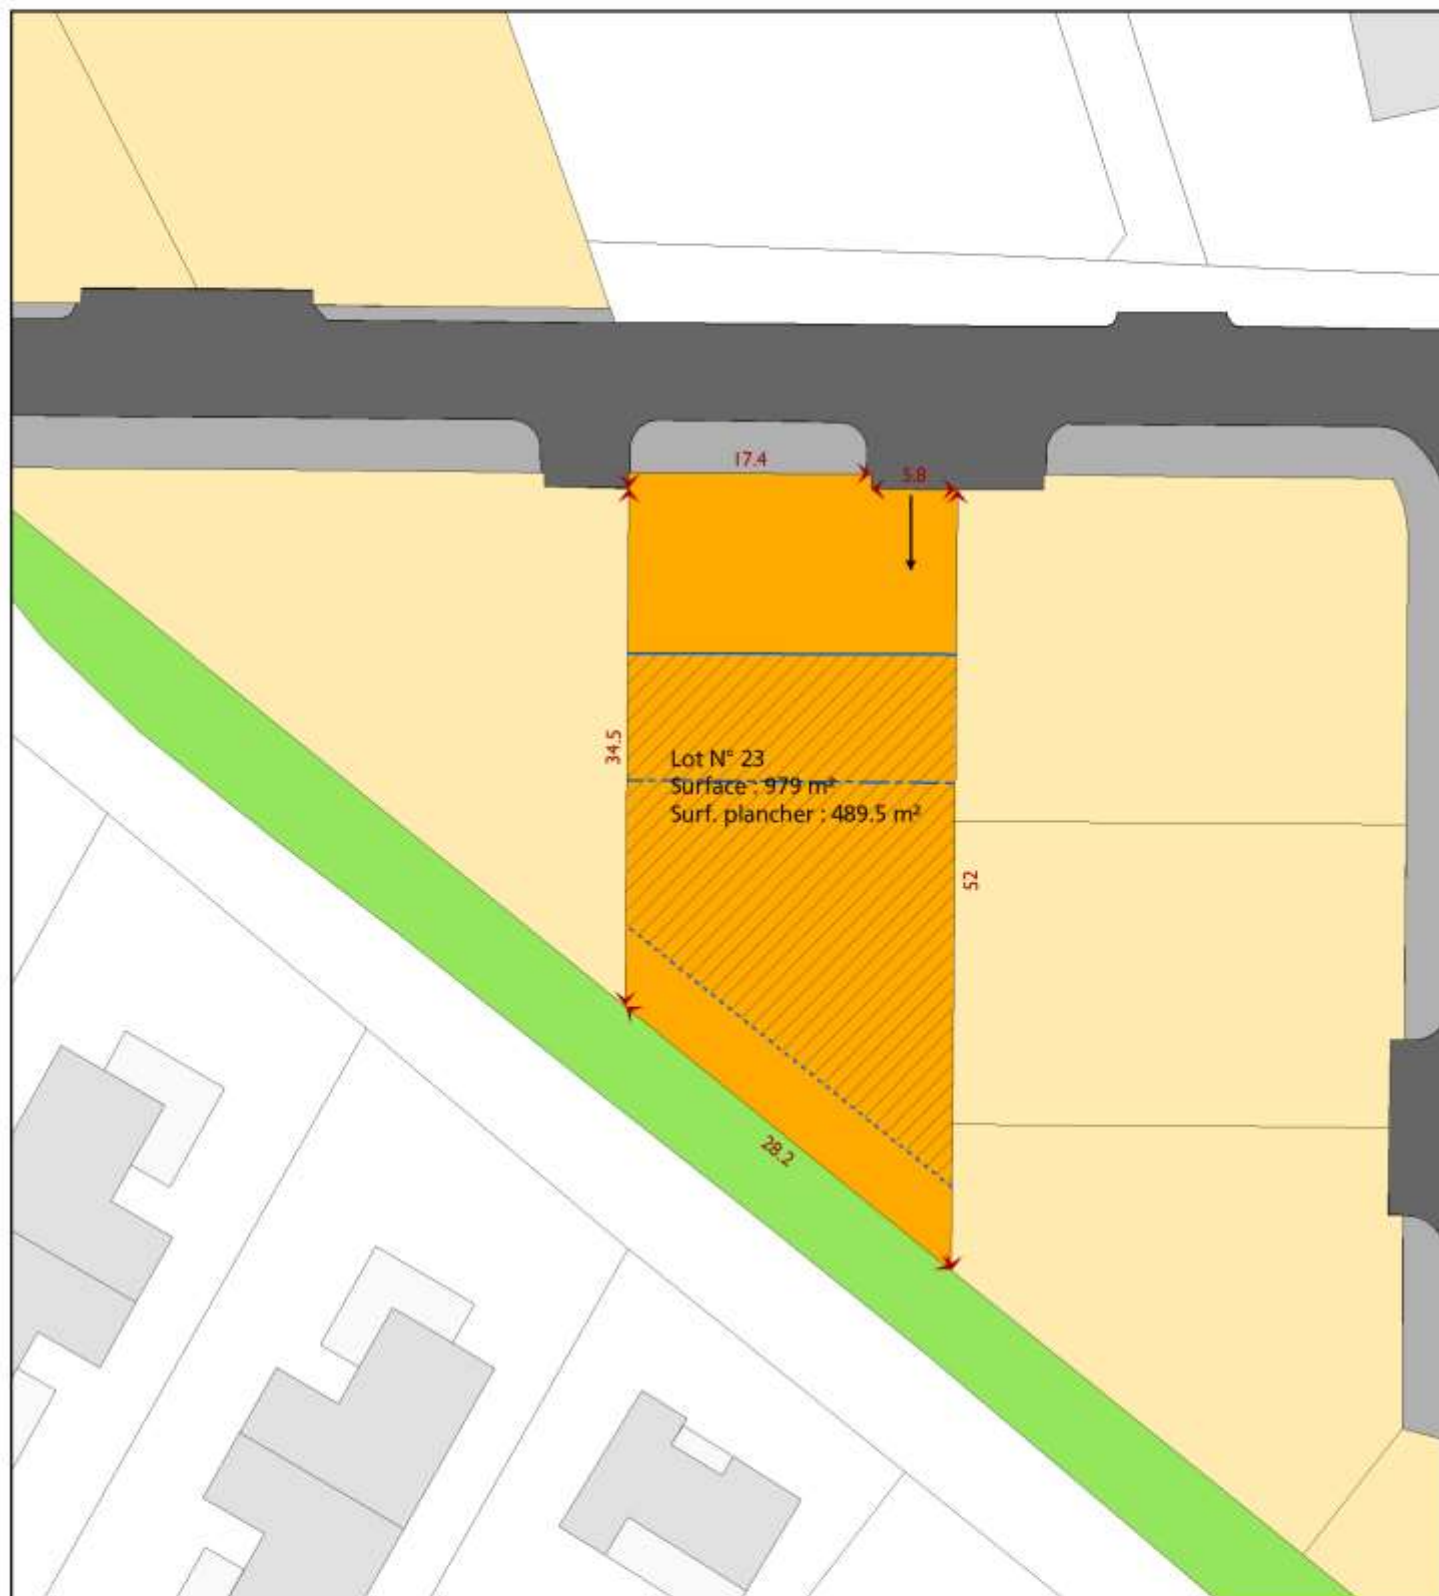 17.4
5.8
34.5
Lot N° 23
Surface : 979 m²
Surf. plancher : 489.5 m²
52
28.2